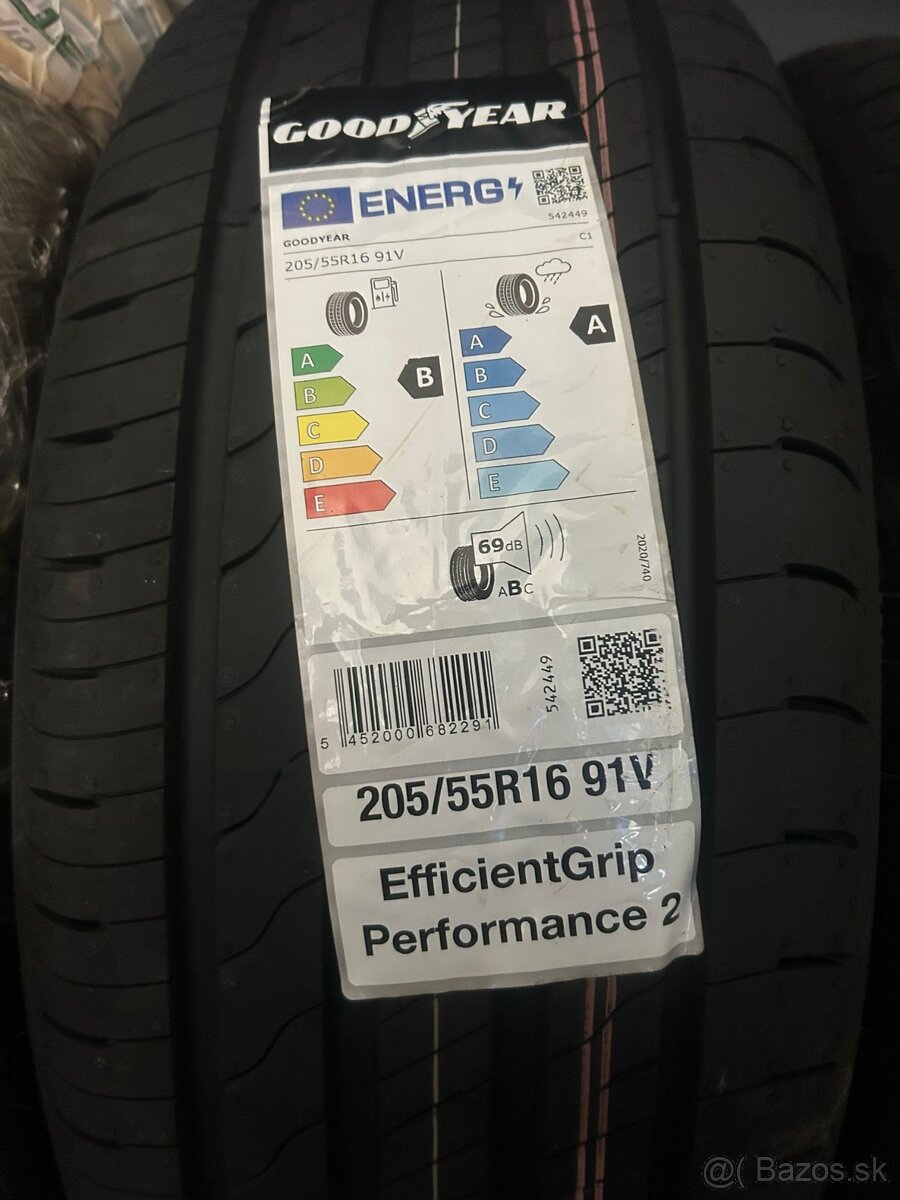 GOODYEAR
ENERG
542449
GOODYEAR
C1
205/55R16 91V
A
B
C
D
E
B
A
B
C
D
E
A
69dB
ABC
2020/740
5 452000 682291
542449
205/55R16 91V
EfficientGrip
Performance 2
@( Bazos.sk